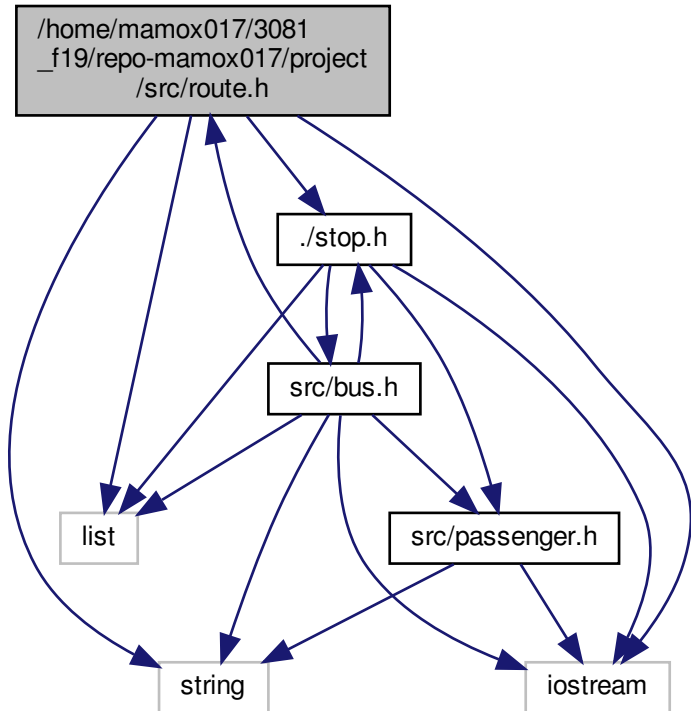 /home/mamox017/3081
_f19/repo-mamox017/project
/src/route.h
./stop.h
src/bus.h
list
src/passenger.h
string
iostream